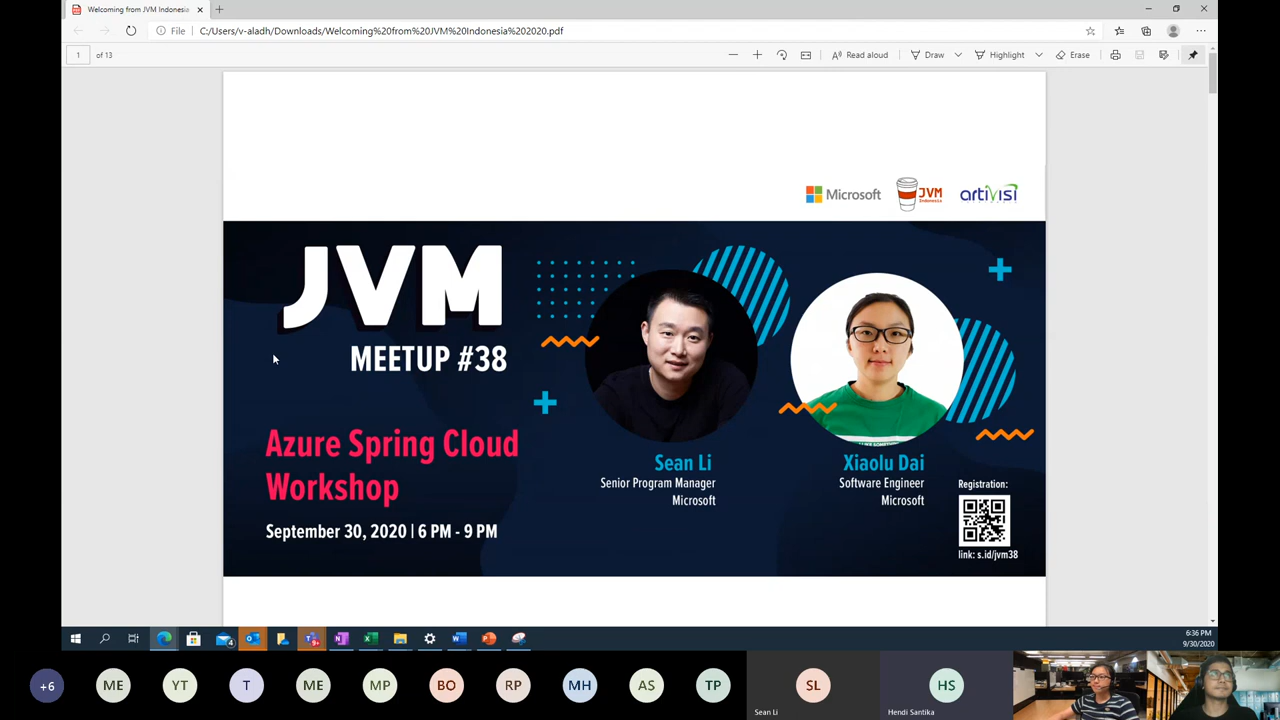 Welcoming from JVM Indonesia
File
C:/Users/v-aladh/Downloads/Welcoming%20from%20JVM%20Indonesia%202020.pdf
1 of 13
Read aloud
Draw
Highlight
Erase
Microsoft
JVM
Indonesia
artivisi
JVM
MEETUP #38
Azure Spring Cloud
Workshop
September 30, 2020 | 6 PM - 9 PM
Sean Li
Senior Program Manager
Microsoft
Xiaolu Dai
Software Engineer
Microsoft
Registration:
link: s.id/jvm38
4
9+
6:36 PM
9/30/2020
+6
ME
YT
T
ME
MP
BO
RP
MH
AS
TP
SL
Sean Li
HS
Hendi Santika